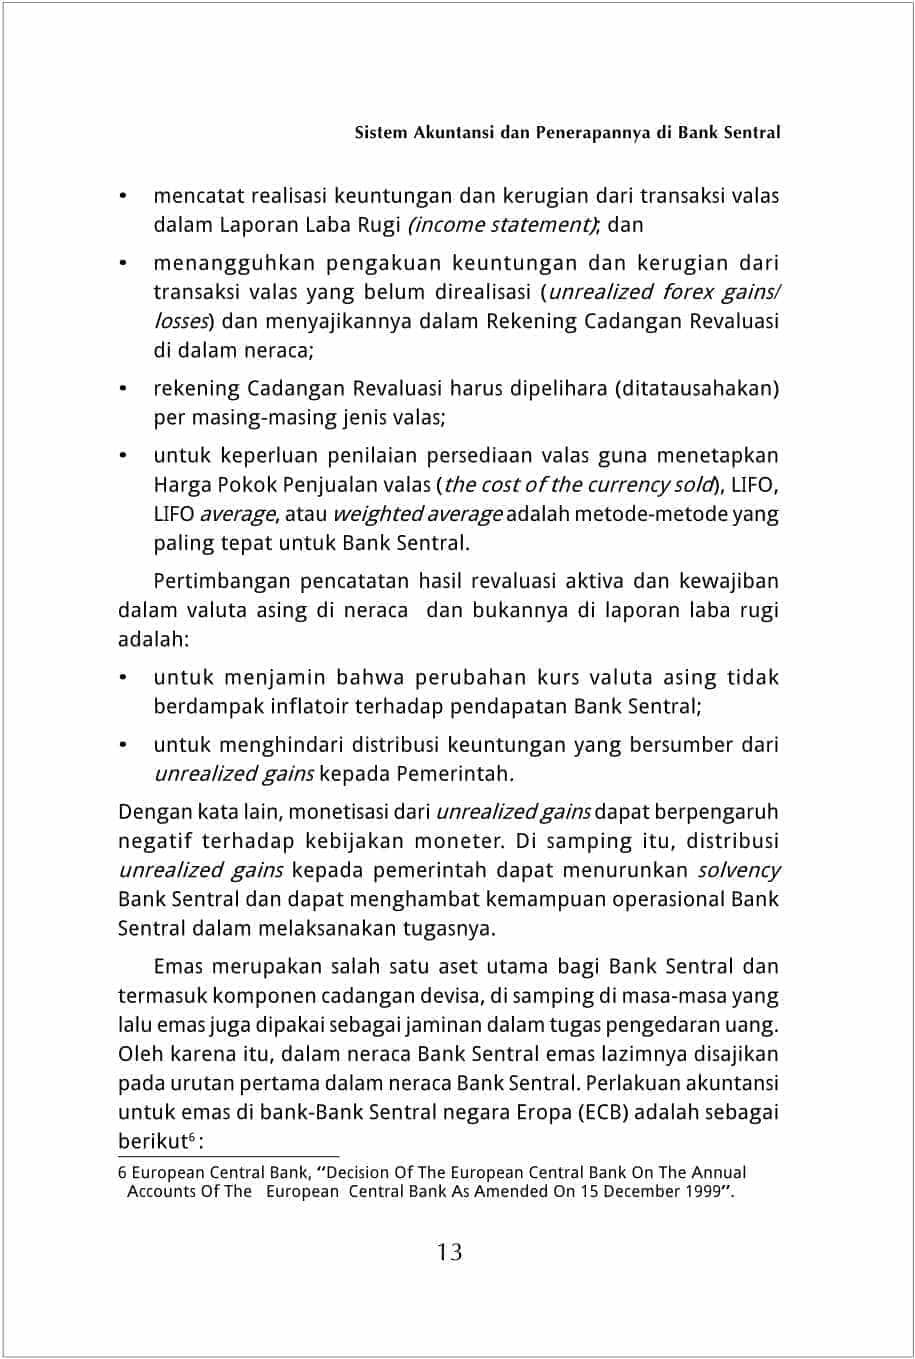 Sistem Akuntansi dan Penerapannya di Bank Sentral
• mencatat realisasi keuntungan dan kerugian dari transaksi valas
dalam Laporan Laba Rugi (income statement); dan
• menangguhkan pengakuan keuntungan dan kerugian dari
transaksi valas yang belum direalisasi (unrealized forex gains/
losses) dan menyajikannya dalam Rekening Cadangan Revaluasi
di dalam neraca;
• rekening Cadangan Revaluasi harus dipelihara (ditatausahakan)
per masing-masing jenis valas;
• untuk keperluan penilaian persediaan valas guna menetapkan
Harga Pokok Penjualan valas (the cost of the currency sold), LIFO,
LIFO average, atau weighted average adalah metode-metode yang
paling tepat untuk Bank Sentral.
Pertimbangan pencatatan hasil revaluasi aktiva dan kewajiban
dalam valuta asing di neraca dan bukannya di laporan laba rugi
adalah:
• untuk menjamin bahwa perubahan kurs valuta asing tidak
berdampak inflatoir terhadap pendapatan Bank Sentral;
• untuk menghindari distribusi keuntungan yang bersumber dari
unrealized gains kepada Pemerintah.
Dengan kata lain, monetisasi dari unrealized gains dapat berpengaruh
negatif terhadap kebijakan moneter. Di samping itu, distribusi
unrealized gains kepada pemerintah dapat menurunkan solvency
Bank Sentral dan dapat menghambat kemampuan operasional Bank
Sentral dalam melaksanakan tugasnya.
Emas merupakan salah satu aset utama bagi Bank Sentral dan
termasuk komponen cadangan devisa, di samping di masa-masa yang
lalu emas juga dipakai sebagai jaminan dalam tugas pengedaran uang.
Oleh karena itu, dalam neraca Bank Sentral emas lazimnya disajikan
pada urutan pertama dalam neraca Bank Sentral. Perlakuan akuntansi
untuk emas di bank-Bank Sentral negara Eropa (ECB) adalah sebagai
berikut⁶ :
6 European Central Bank, “Decision Of The European Central Bank On The Annual
Accounts Of The European Central Bank As Amended On 15 December 1999”.
13